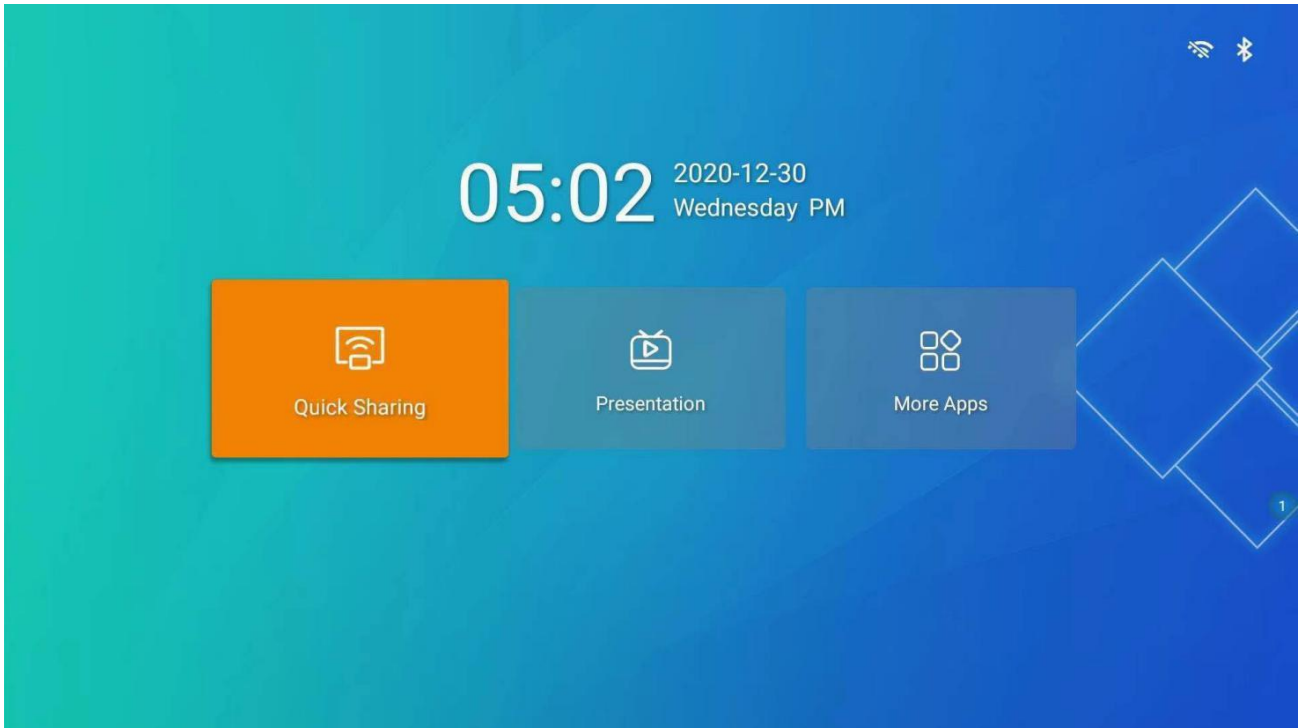 05:02
2020-12-30
Wednesday PM
Quick Sharing
Presentation
More Apps
1